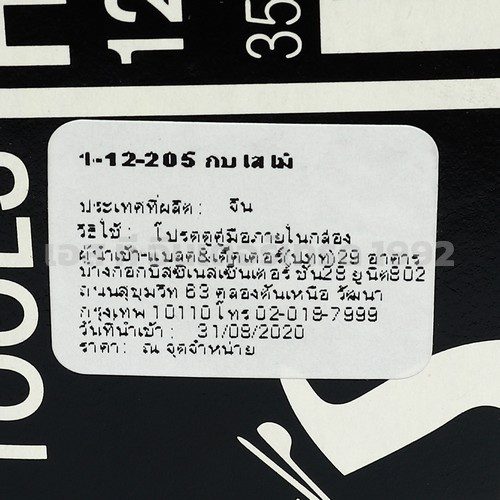 12
35
TOOLS
1-12-205 กบไสไม้
ประเทศที่ผลิต: จีน
วิธีใช้: โปรดดูคู่มือภายในกล่อง
ผู้นำเข้า-แบลค&เด็คเตอร์(บทท)29 อาคาร
บางกอกบิสซิเนสเซ็นเตอร์ ชั้น28 ยูนิต802
ถนนสุขุมวิท 63 คลองตันเหนือ วัฒนา
กรุงเทพ 10110 โทร 02-018-7999
วันที่นำเข้า: 31/08/2020
ราคา: ณ จุดจำหน่าย
1992